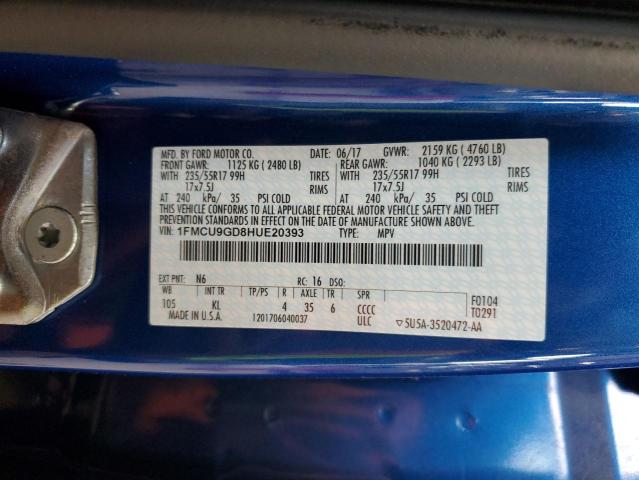 MFD. BY FORD MOTOR CO. DATE: 06/17 GVWR: 2159 KG ( 4760 LB)
FRONT GAWR: 1125 KG ( 2480 LB) REAR GAWR: 1040 KG ( 2293 LB)
WITH 235/55R17 99H TIRES WITH 235/55R17 99H TIRES
17x7.5J RIMS 17x7.5J RIMS
AT 240 kPa/ 35 PSI COLD AT 240 kPa/ 35 PSI COLD
THIS VEHICLE CONFORMS TO ALL APPLICABLE FEDERAL MOTOR VEHICLE SAFETY AND THEFT
PREVENTION STANDARDS IN EFFECT ON THE DATE OF MANUFACTURE SHOWN ABOVE.
VIN: 1FMCU9GD8HUE20393 TYPE: MPV
EXT PNT: N6 RC: 16 DSO:
WB INT TR TP/PS R AXLE TR SPR F0104
105 KL 4 35 6 CCCC T0291
MADE IN U.S.A. 1201706040037 ULC ▽5U5A-3520472-AA